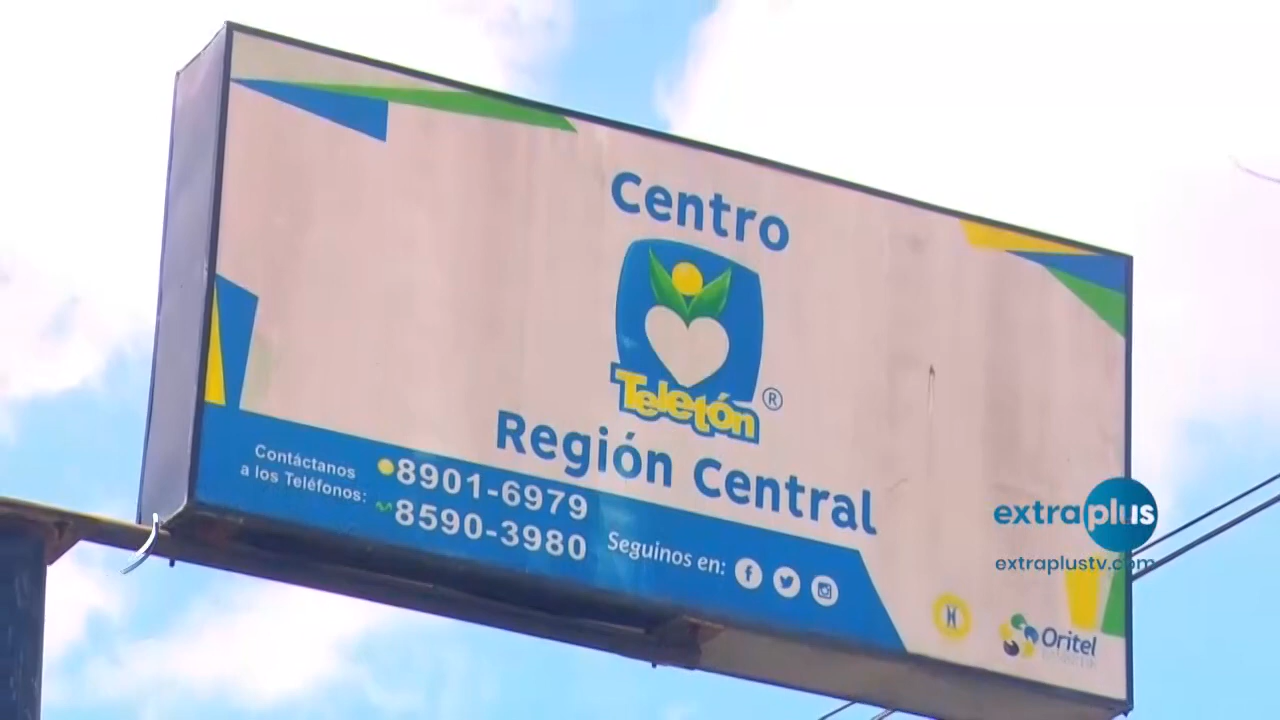 Centro
Teletón
®
Región Central
Contáctanos
a los Teléfonos:
8901-6979
8590-3980
Seguinos en:
Oritel
extraplus
extraplustv.com